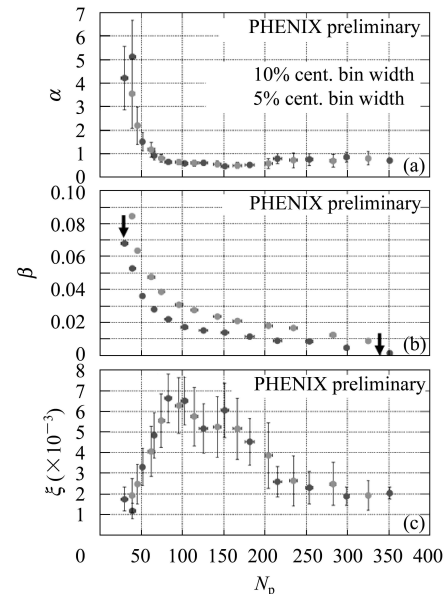 7
PHENIX preliminary
6
5
10% cent. bin width
α
4
5% cent. bin width
3
2
1
0
(a)
0.10
PHENIX preliminary
0.08
0.06
β
0.04
0.02
0
(b)
8
PHENIX preliminary
7
6
5
ξ (×10⁻³)
4
3
2
1
(c)
0 50 100 150 200 250 300 350 400
Nₚ